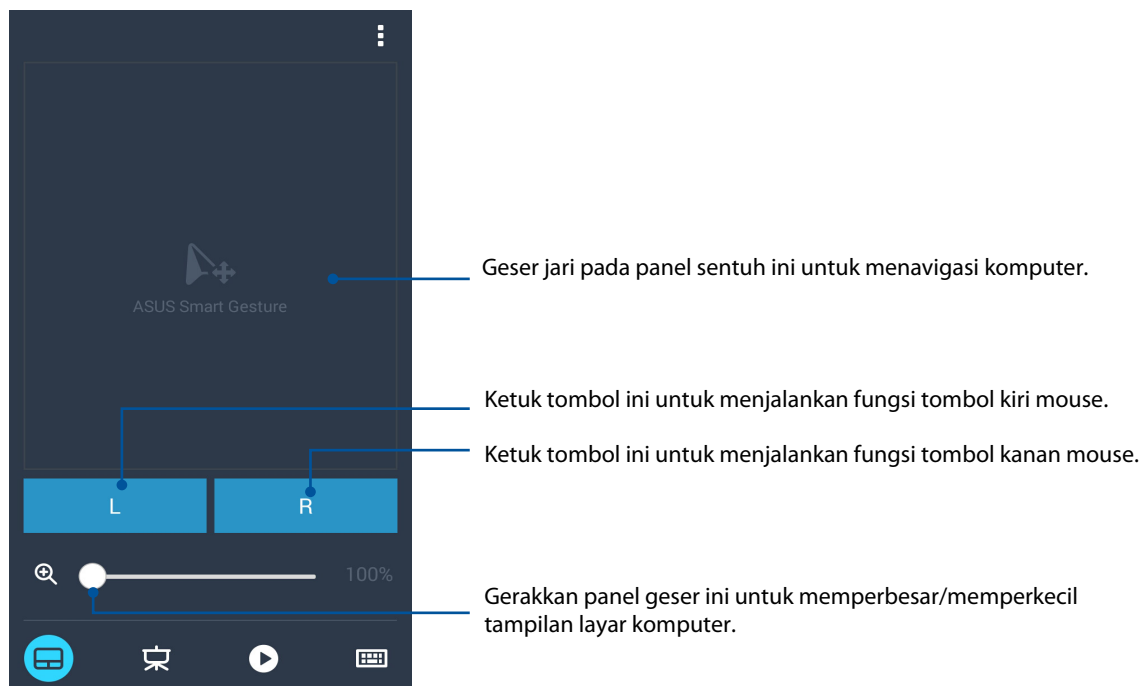 Geser jari pada panel sentuh ini untuk menavigasi komputer.
ASUS Smart Gesture
Ketuk tombol ini untuk menjalankan fungsi tombol kiri mouse.
Ketuk tombol ini untuk menjalankan fungsi tombol kanan mouse.
L
R
100%
Gerakkan panel geser ini untuk memperbesar/memperkecil
tampilan layar komputer.